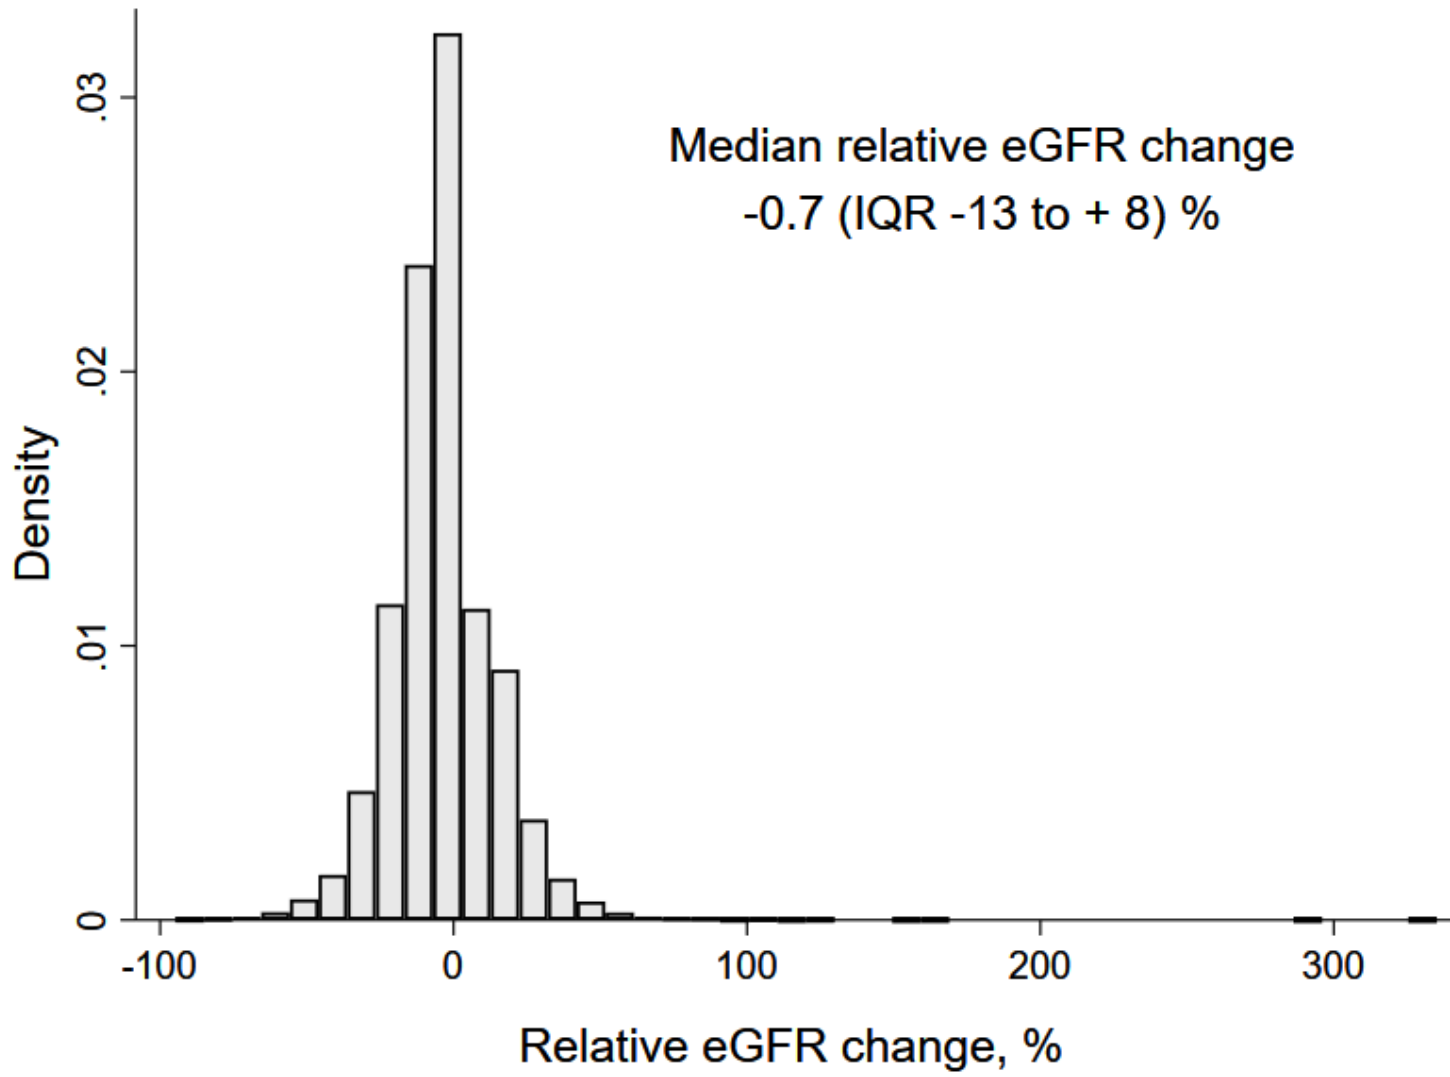 Median relative eGFR change
-0.7 (IQR -13 to + 8) %
.03
.02
.01
0
Density
-100 0 100 200 300
Relative eGFR change, %